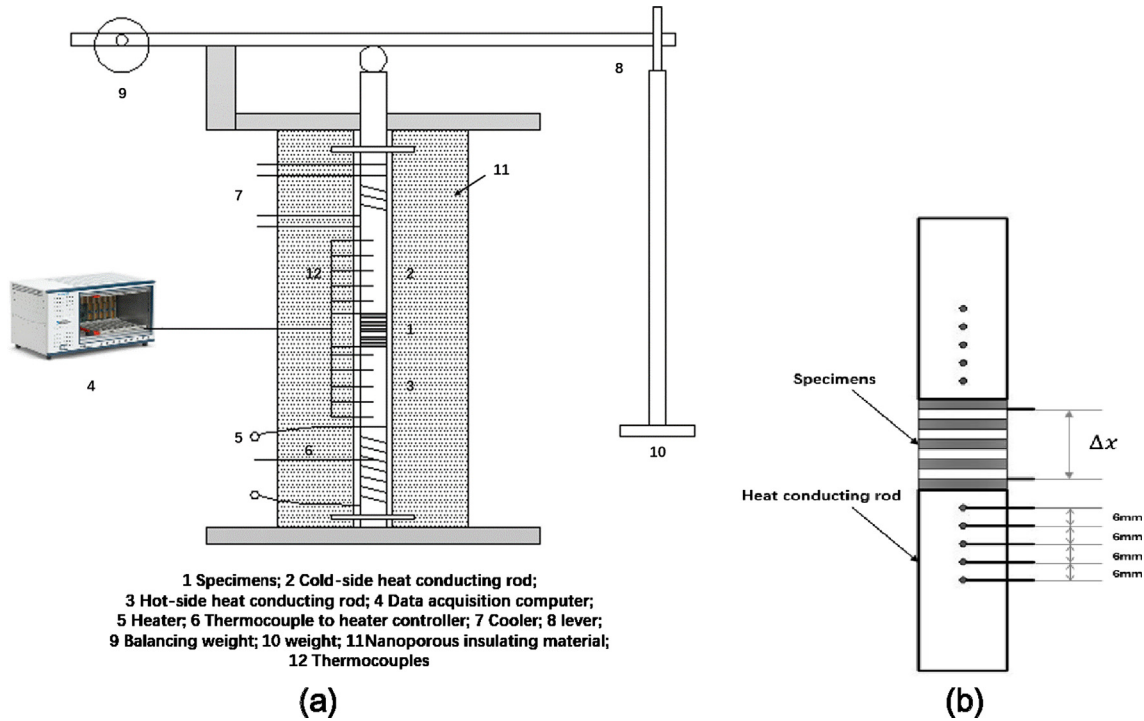 8
9
11
7
12
2
1
4
3
5
6
10
1 Specimens; 2 Cold-side heat conducting rod;
3 Hot-side heat conducting rod; 4 Data acquisition computer;
5 Heater; 6 Thermocouple to heater controller; 7 Cooler; 8 lever;
9 Balancing weight; 10 weight; 11Nanoporous insulating material;
12 Thermocouples
(a)
Specimens
Δx
Heat conducting rod
6mm
6mm
6mm
6mm
(b)